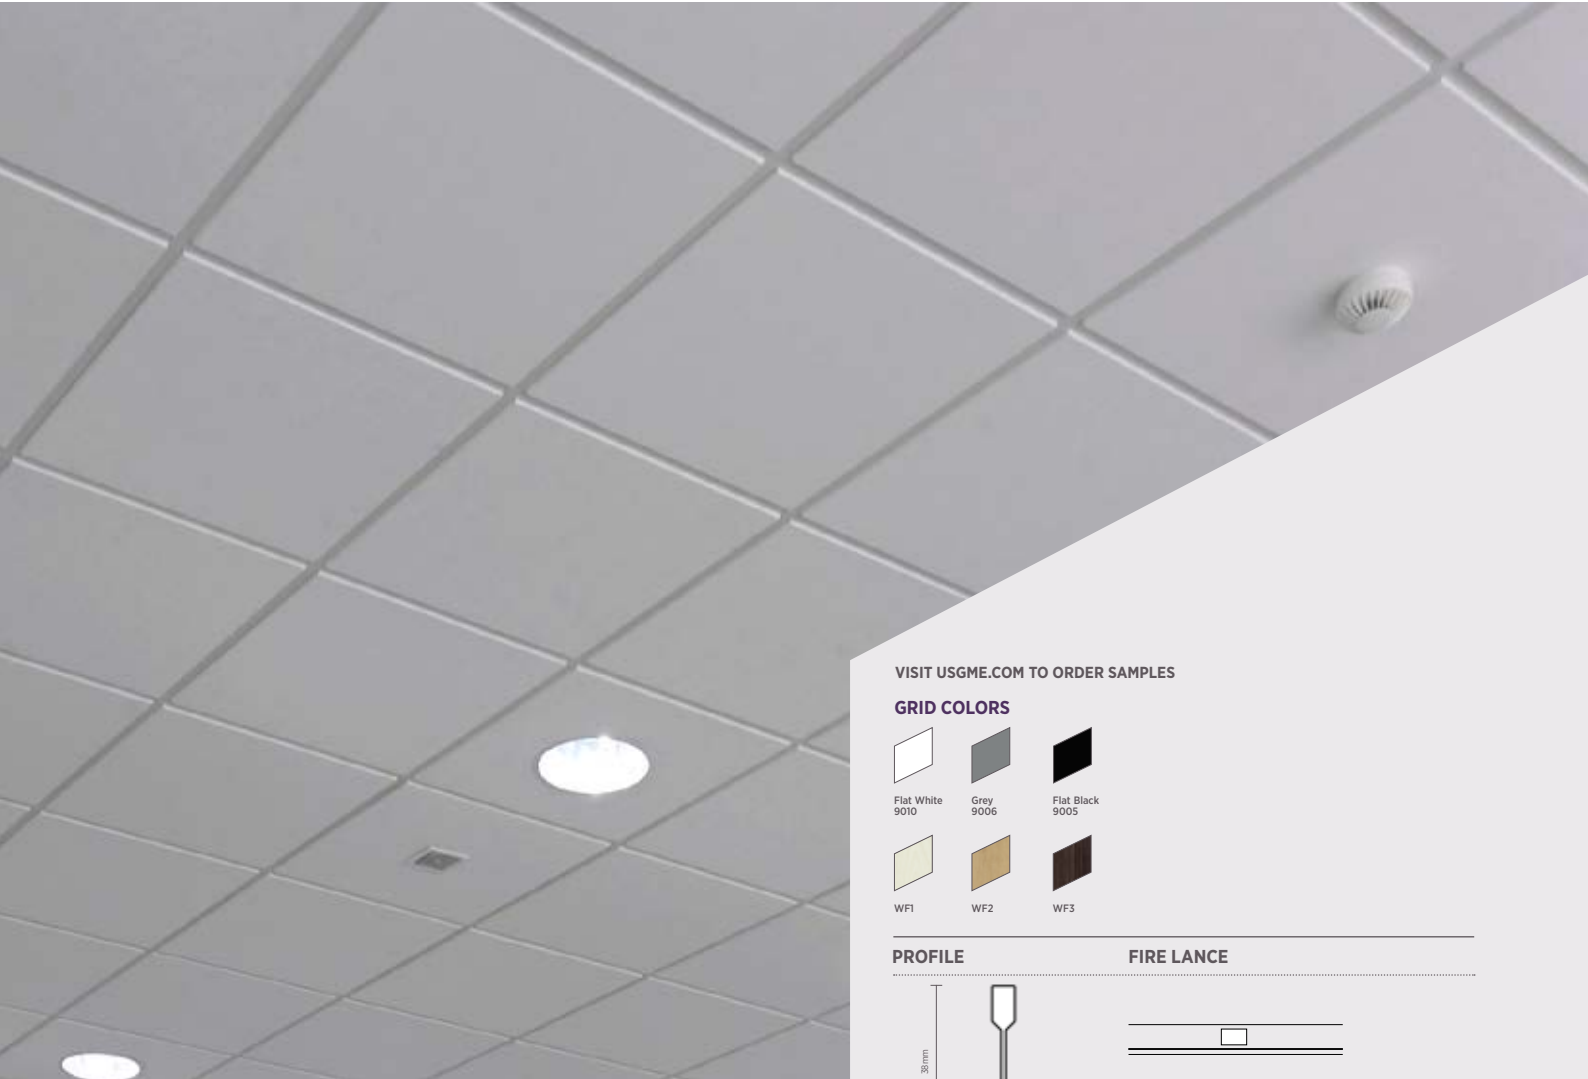 VISIT USGME.COM TO ORDER SAMPLES
GRID COLORS
Flat White
9010
Grey
9006
Flat Black
9005
WF1
WF2
WF3
PROFILE
FIRE LANCE
38mm